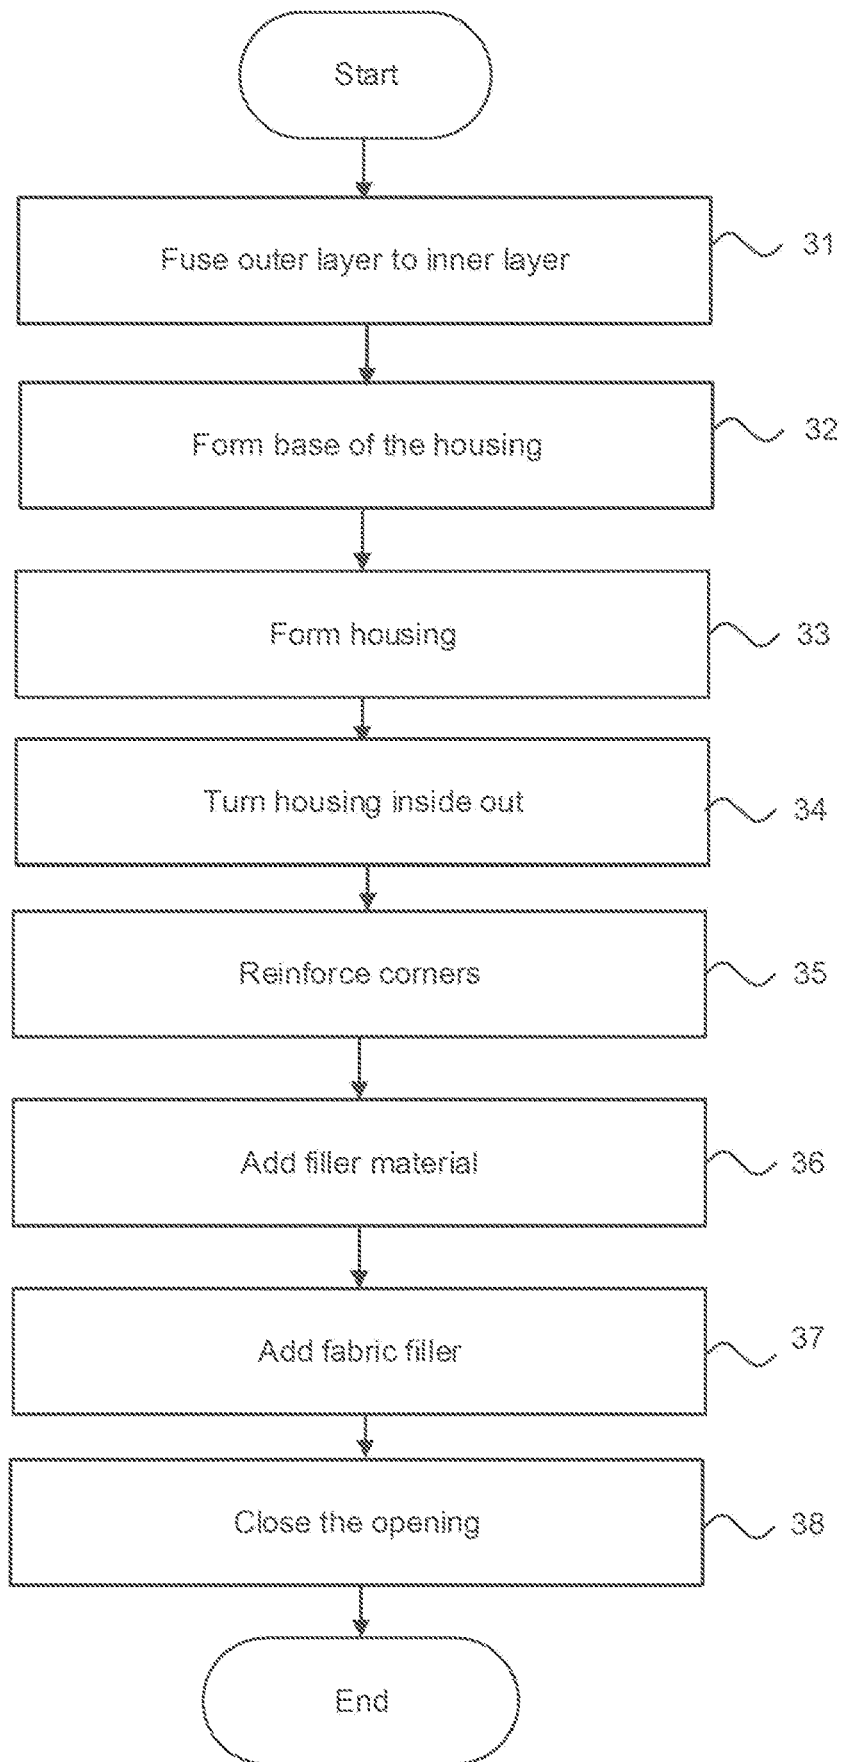 Start
Fuse outer layer to inner layer
31
Form base of the housing
32
Form housing
33
Turn housing inside out
34
Reinforce corners
35
Add filler material
36
Add fabric filler
37
Close the opening
38
End